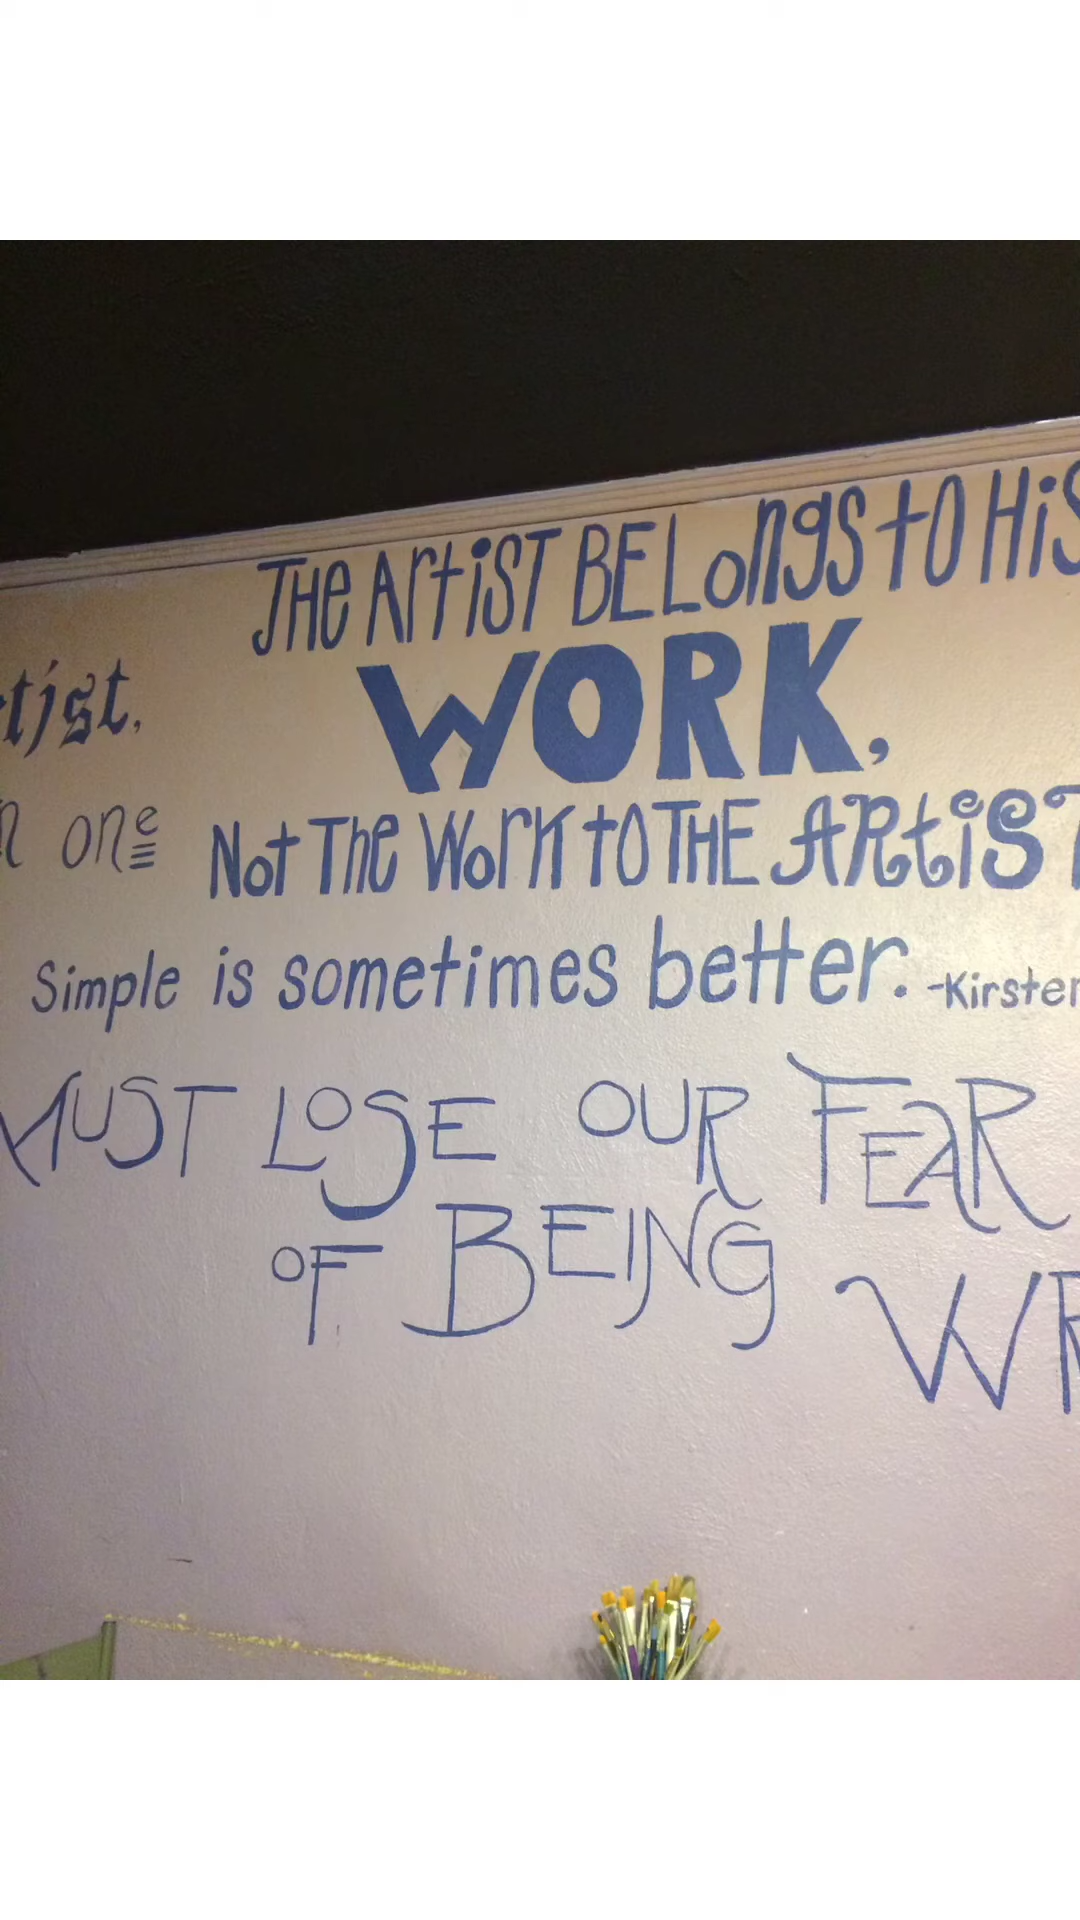 THE ARTIST BELONGS TO HIS
WORK,
tist.
one
Not The Work to THE ARtiST
Simple is sometimes better. -Kirsten
MUST LOSE OUR FEAR
OF BEING
WR